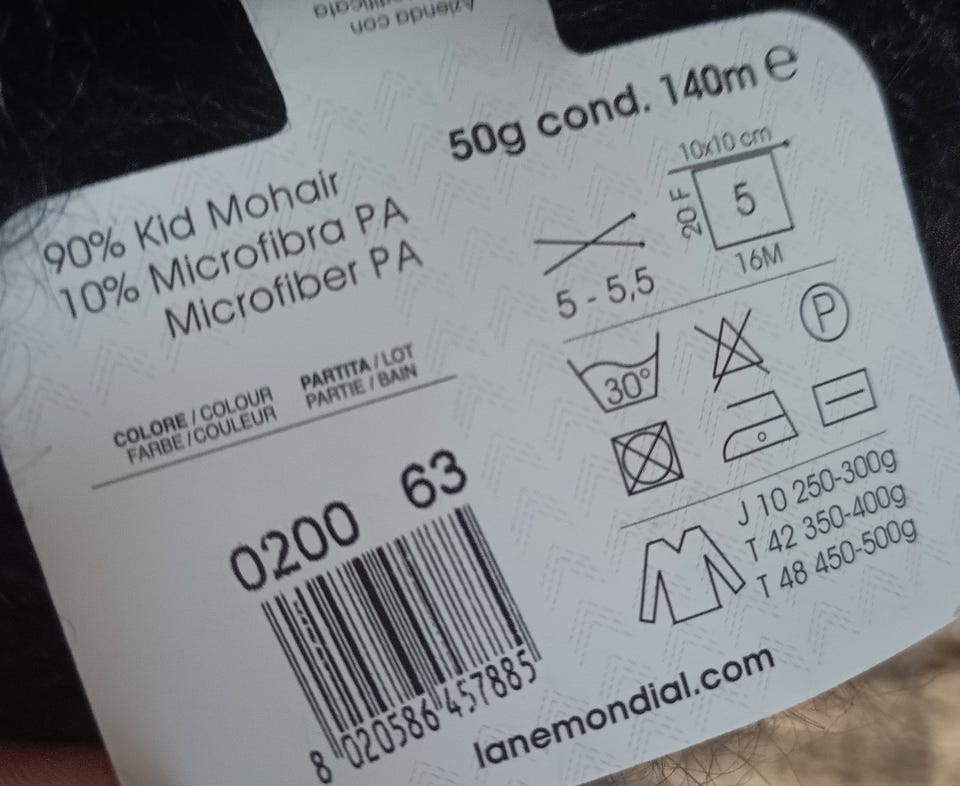 Azienda con
50g cond. 140m e
90% Kid Mohair
10% Microfibra PA
Microfiber PA
10x10 cm
20F
5
16M
5 - 5,5
COLORE / COLOUR
FARBE / COULEUR
PARTITA / LOT
PARTIE / BAIN
30°
P
0200 63
8 020586 457885
J 10 250-300g
T 42 350-400g
T 48 450-500g
lanemondial.com